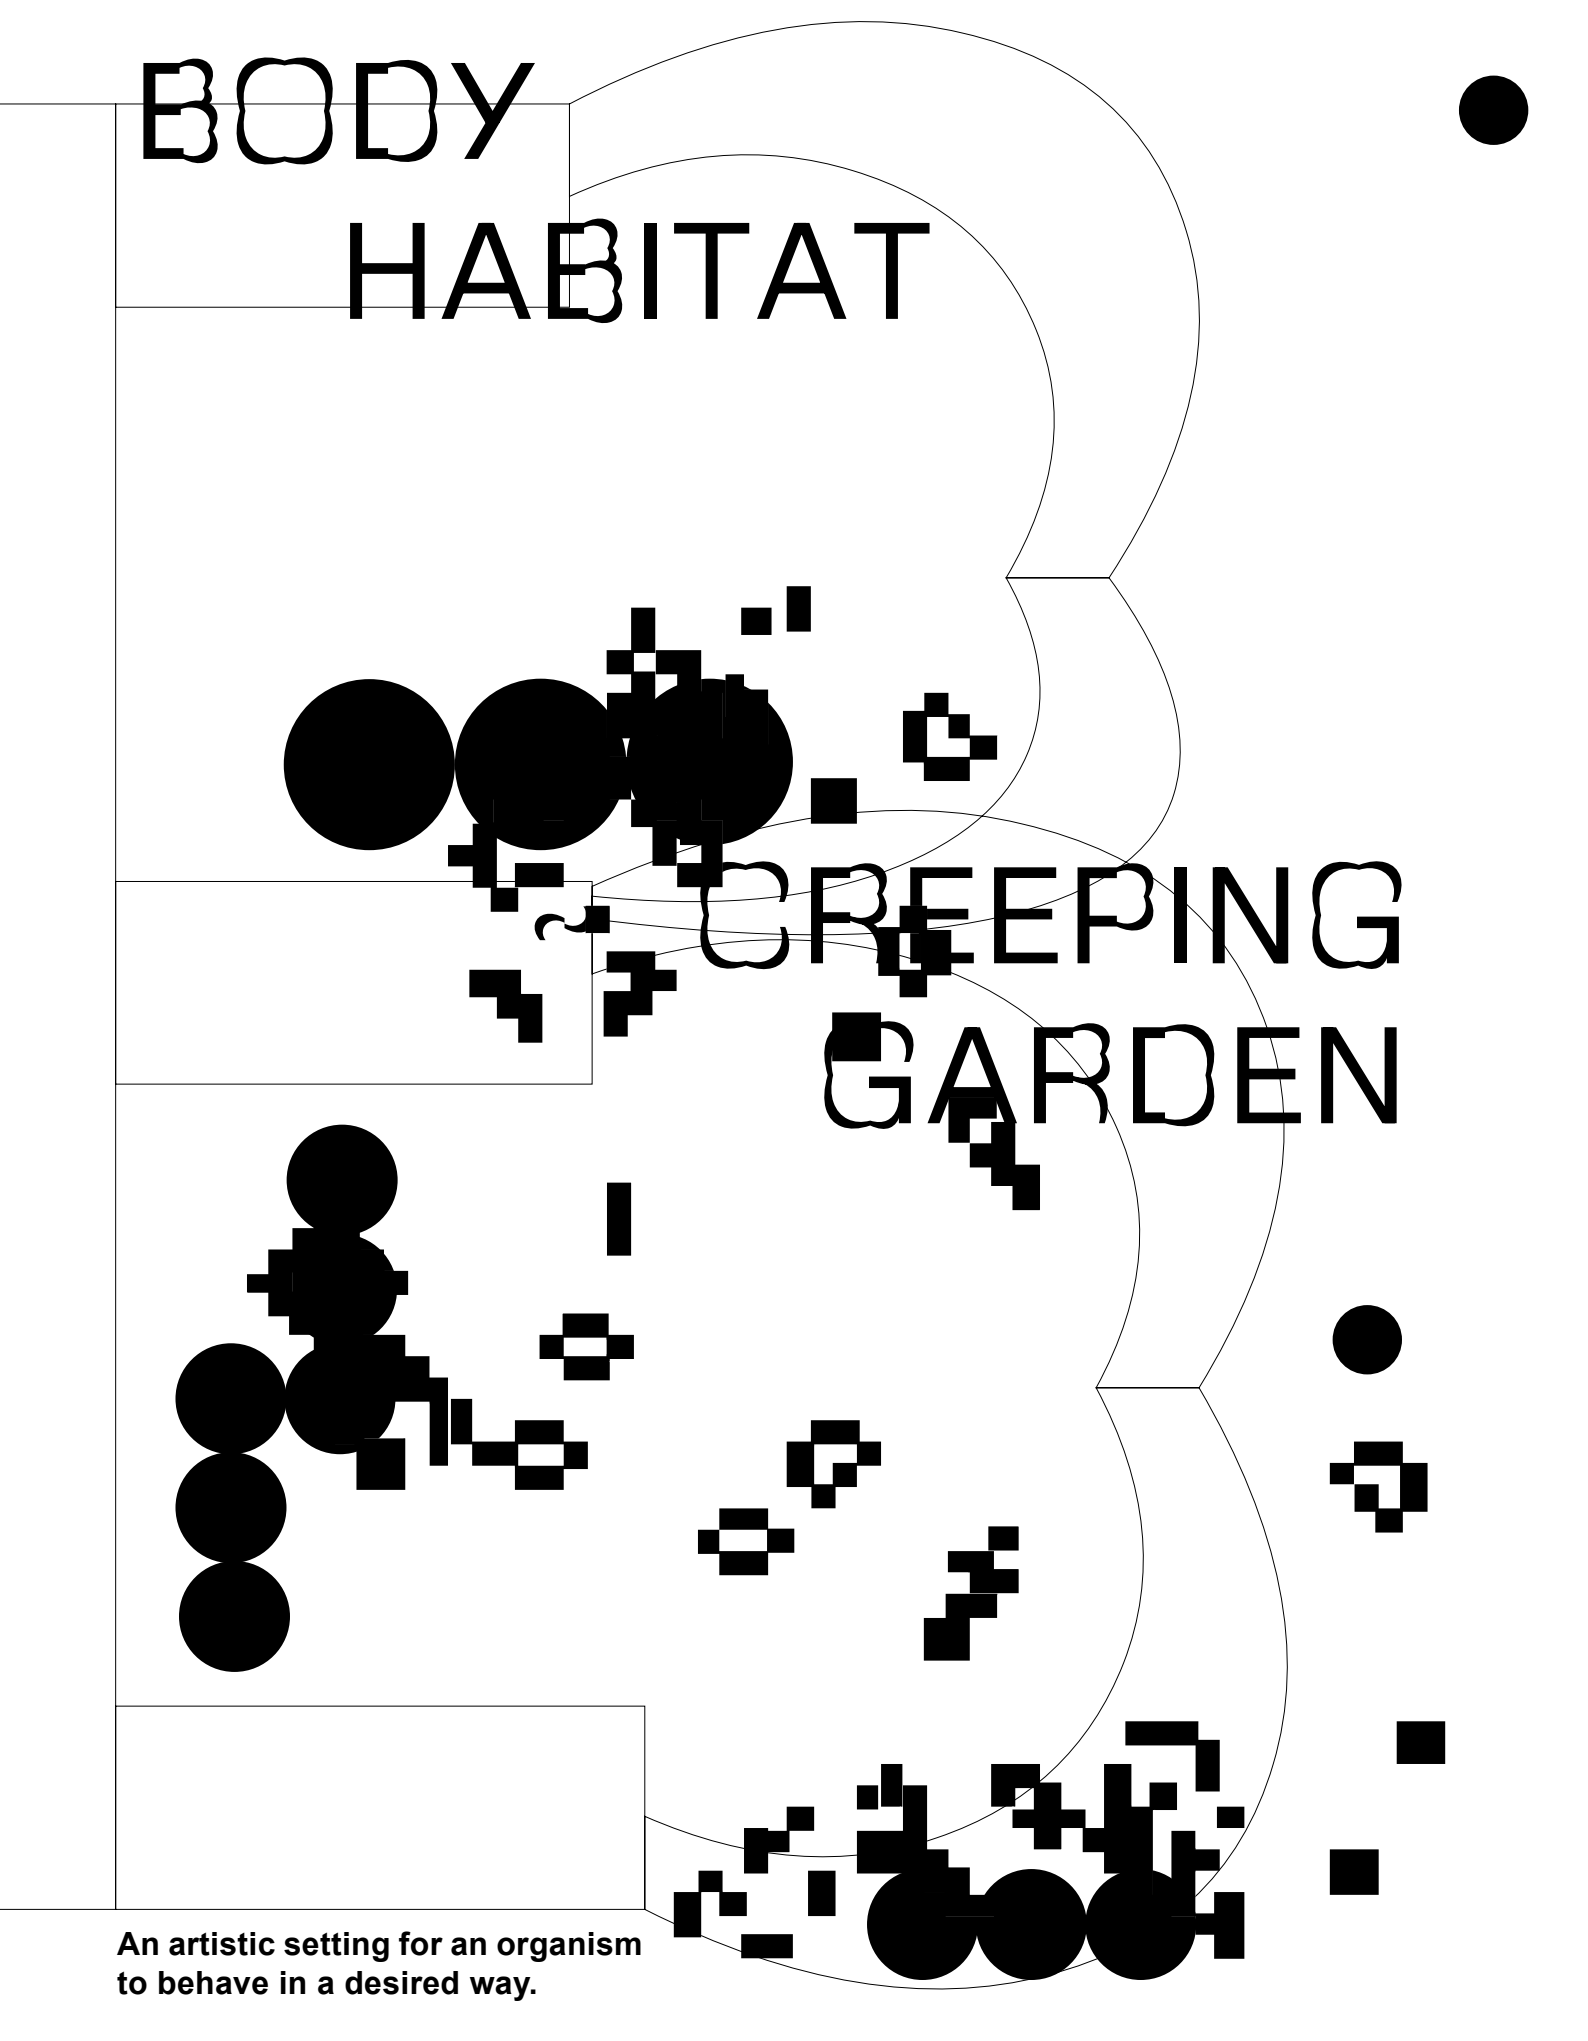 BODY
HABITAT
CREEPING
GARDEN
An artistic setting for an organism
to behave in a desired way.